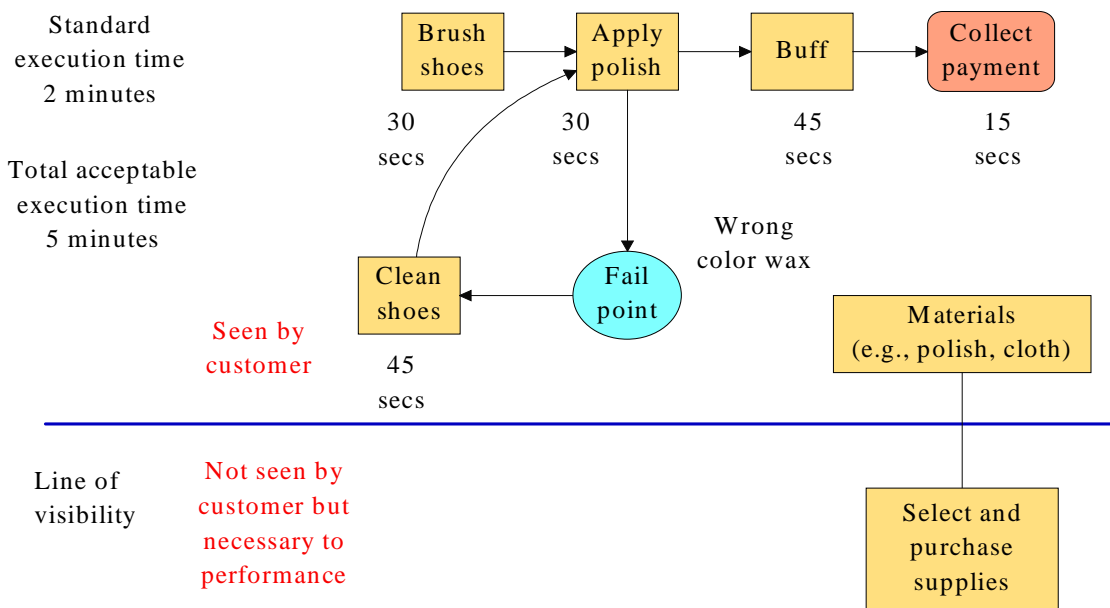 Standard
execution time
2 minutes
Brush
shoes
Apply
polish
Buff
Collect
payment
30
secs
30
secs
45
secs
15
secs
Total acceptable
execution time
5 minutes
Wrong
color wax
Clean
shoes
Fail
point
Materials
(e.g., polish, cloth)
Seen by
customer
45
secs
Line of
visibility
Not seen by
customer but
necessary to
performance
Select and
purchase
supplies